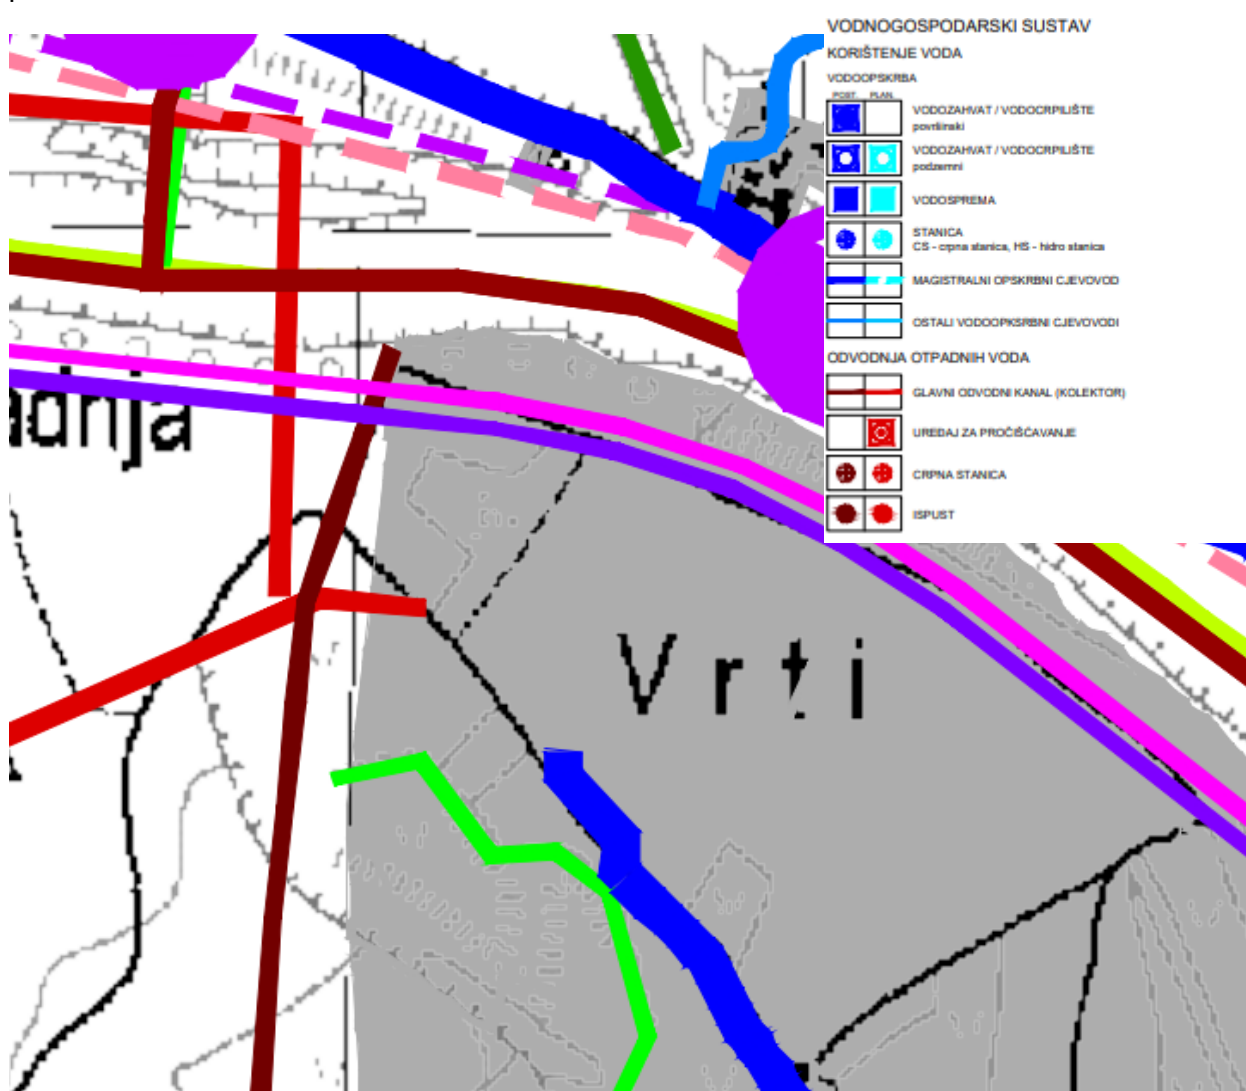 VODNOGOSPODARSKI SUSTAV
KORIŠTENJE VODA
VODOOPSKRBA
POST. PLAN.
VODOZAHVAT / VODOCRPILIŠTE
površinski
VODOZAHVAT / VODOCRPILIŠTE
podzemni
VODOSPREMA
STANICA
CS - crpna stanica, HS - hidro stanica
MAGISTRALNI OPSKRBNI CJEVOVOD
OSTALI VODOOPKSRBNI CJEVOVODI
ODVODNJA OTPADNIH VODA
GLAVNI ODVODNI KANAL (KOLEKTOR)
UREĐAJ ZA PROČIŠĆAVANJE
CRPNA STANICA
ISPUST
adnja
Vrti